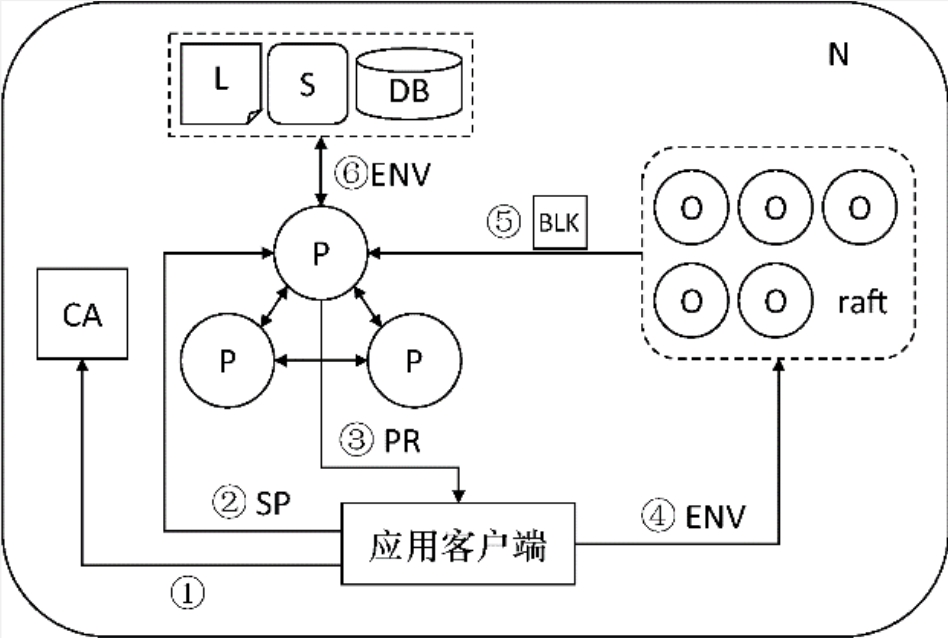 N
L S DB
⑥ENV
⑤ BLK
O O O
P
CA
O O raft
P P
③ PR
② SP
④ ENV
应用客户端
①